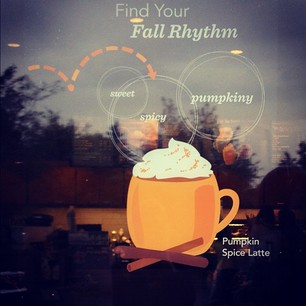 Find Your
Fall Rhythm
sweet
pumpkiny
spicy
Pumpkin
Spice Latte